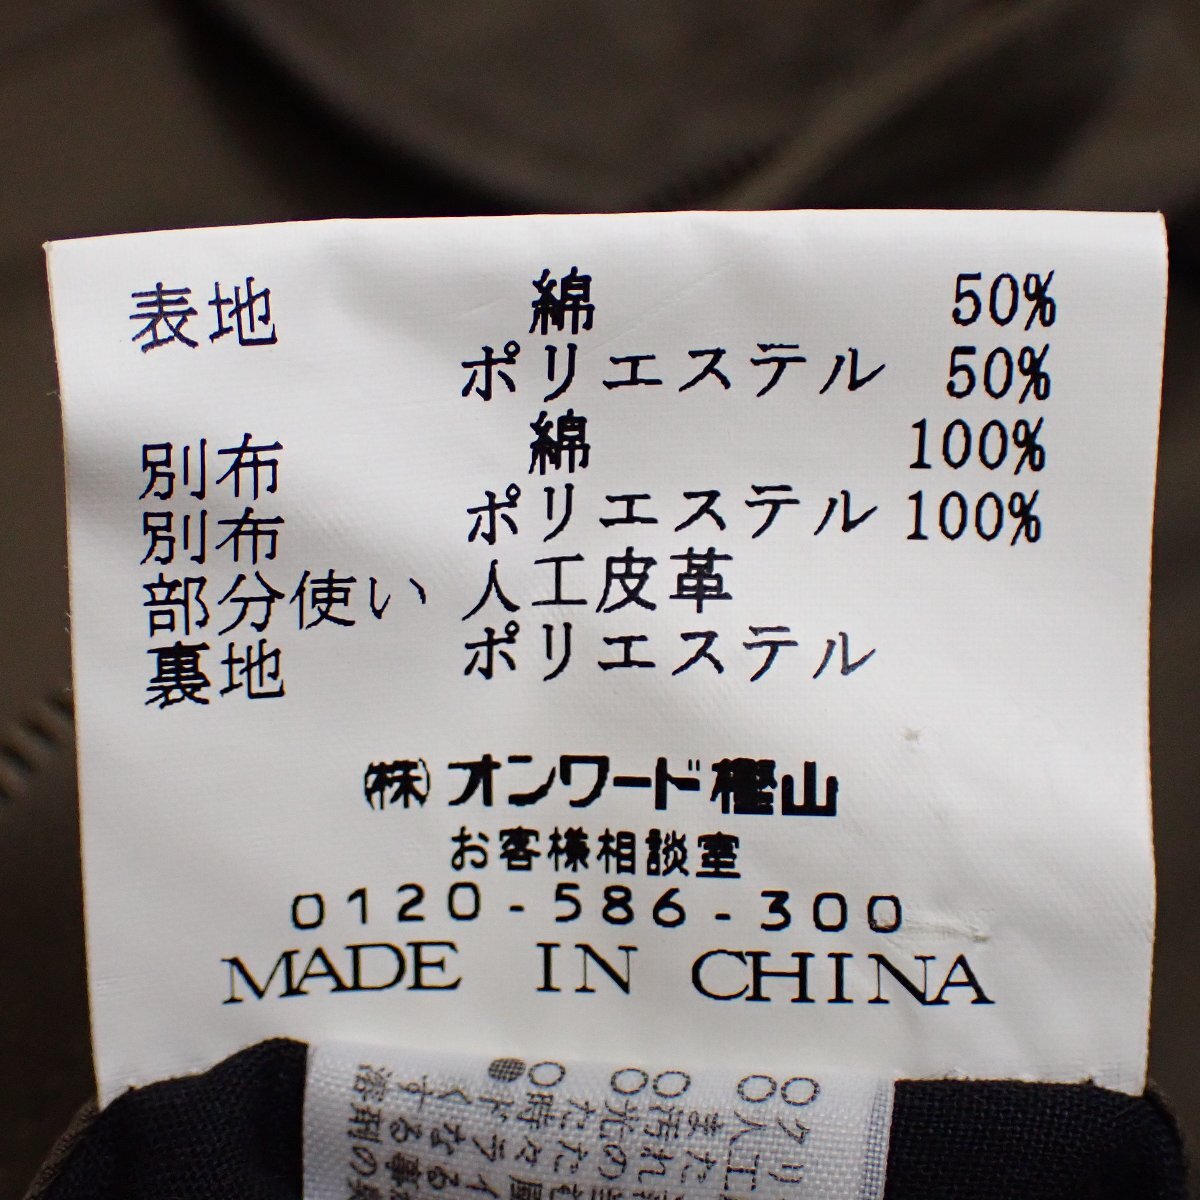 表地 綿 50%
ポリエステル 50%
別布 綿 100%
別布 ポリエステル 100%
部分使い 人工皮革
裏地 ポリエステル
(株)オンワード樫山
お客様相談室
0120-586-300
MADE IN CHINA